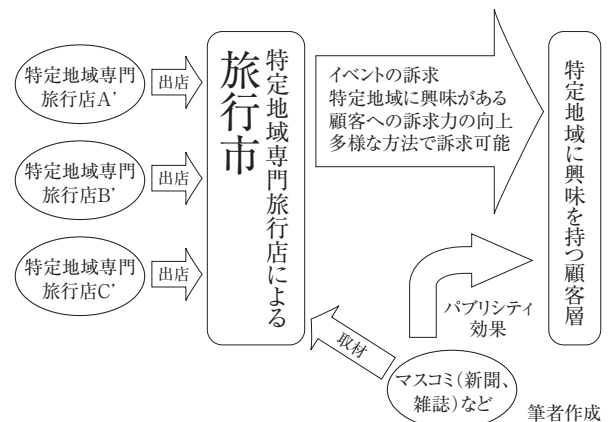 特定地域専門
旅行店A'
出店
特定地域専門
旅行店B'
出店
特定地域専門
旅行店C'
出店
特定地域専門旅行店による
旅行市
イベントの訴求
特定地域に興味がある
顧客への訴求力の向上
多様な方法で訴求可能
特定地域に興味を持つ顧客層
パブリシティ
効果
取材
マスコミ（新聞、
雑誌）など
筆者作成